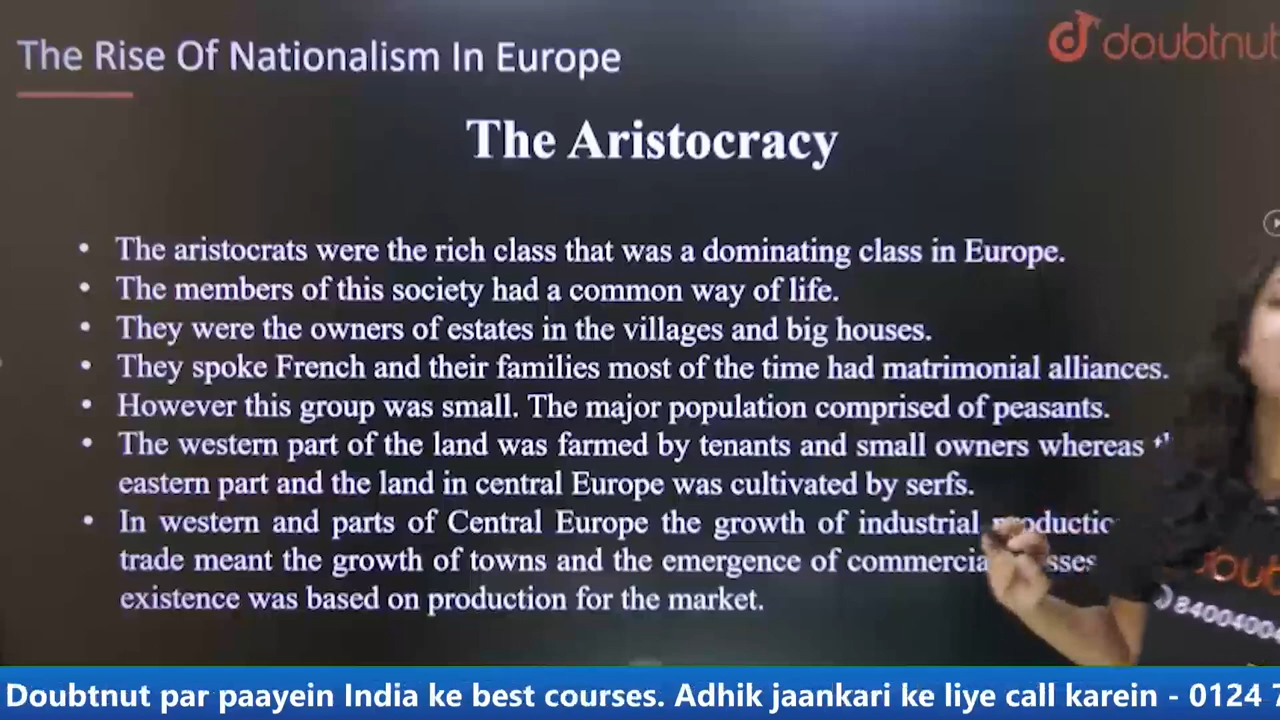 The Rise Of Nationalism In Europe
doubtnut
The Aristocracy
• The aristocrats were the rich class that was a dominating class in Europe.
• The members of this society had a common way of life.
• They were the owners of estates in the villages and big houses.
• They spoke French and their families most of the time had matrimonial alliances.
• However this group was small. The major population comprised of peasants.
• The western part of the land was farmed by tenants and small owners whereas
eastern part and the land in central Europe was cultivated by serfs.
• In western and parts of Central Europe the growth of industrial
trade meant the growth of towns and the emergence of
existence was based on production for the market.
8400400
Doubtnut par paayein India ke best courses. Adhik jaankari ke liye call karein - 0124 7